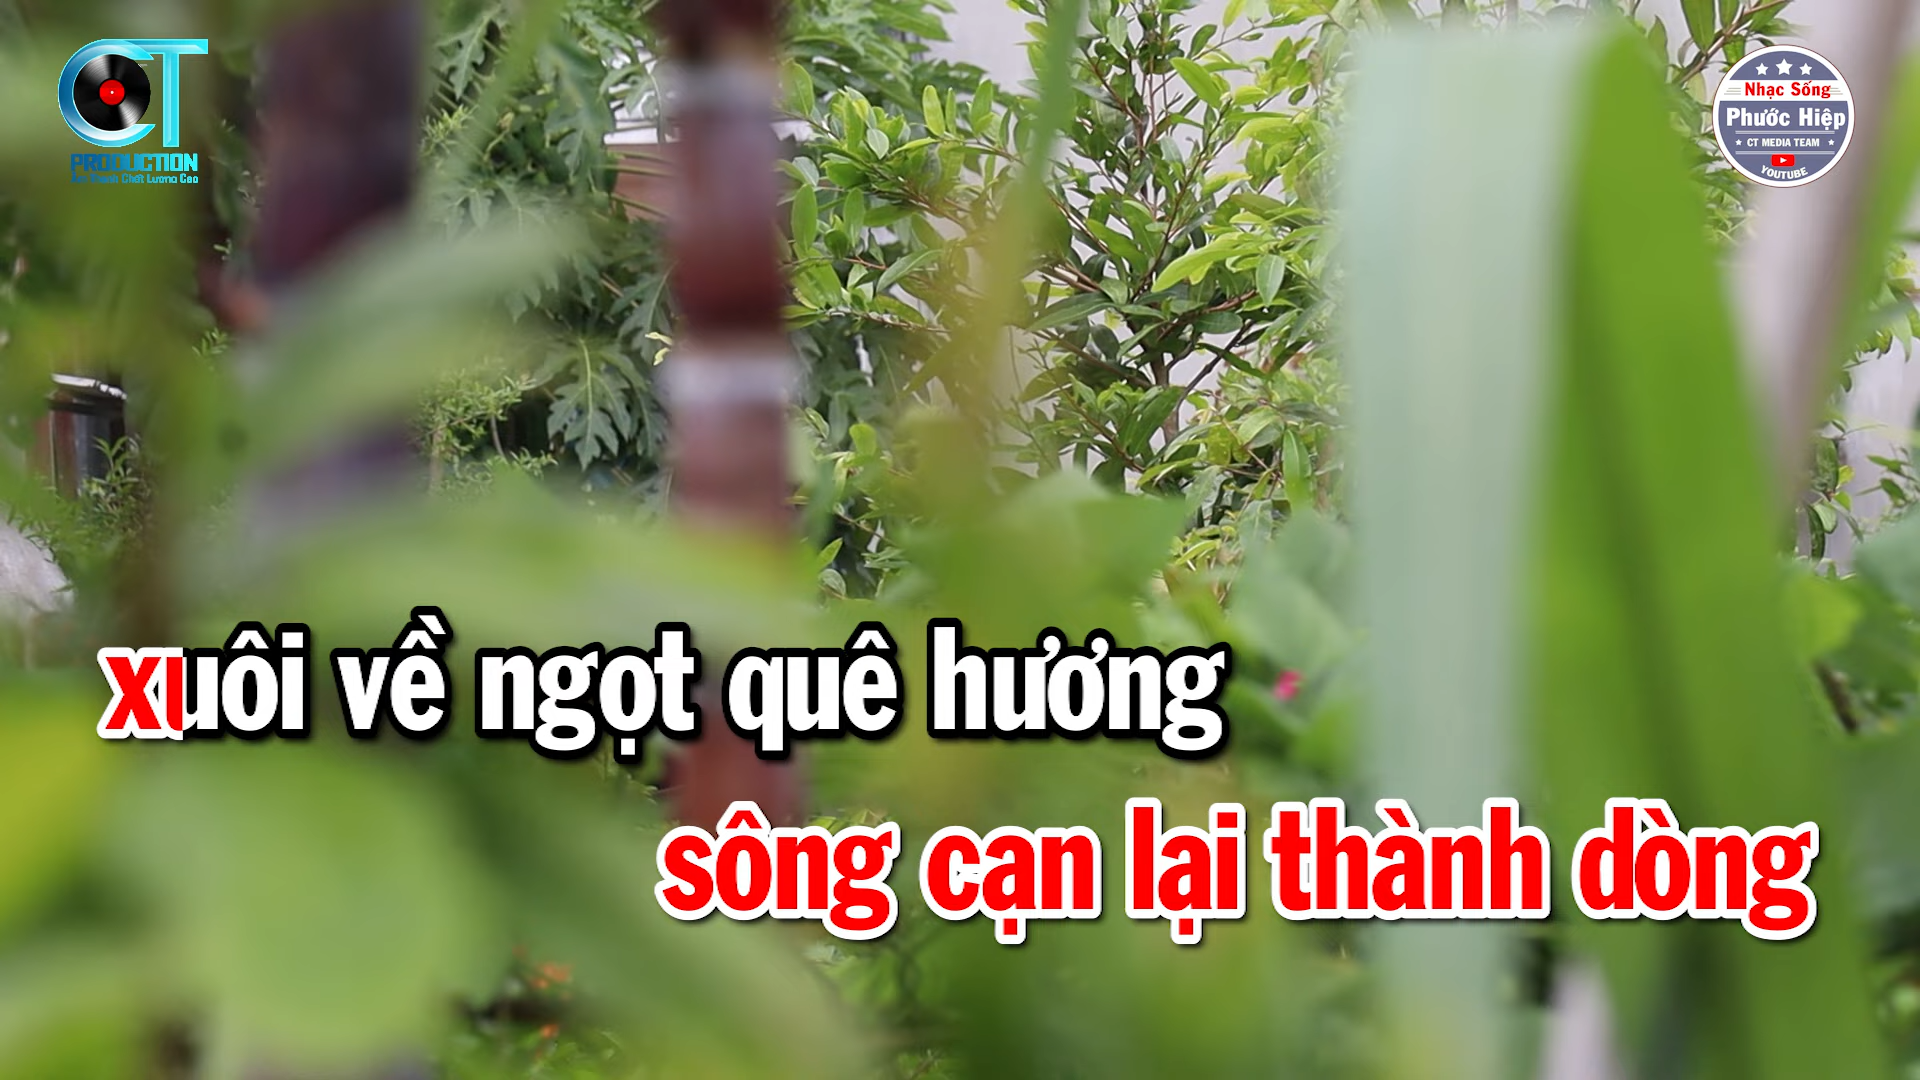 CT
PRODUCTION
Nhạc Sống
Phước Hiệp
CT MEDIA TEAM
YOUTUBE
xuôi về ngọt quê hương
sông cạn lại thành dòng